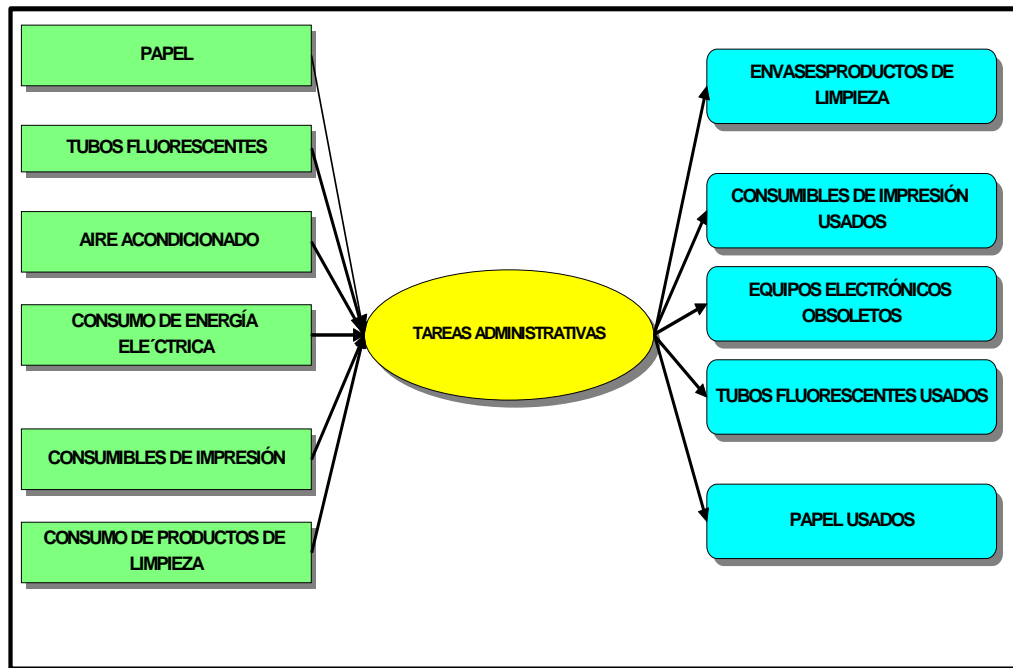 PAPEL
TUBOS FLUORESCENTES
AIRE ACONDICIONADO
CONSUMO DE ENERGÍA
ELE´CTRICA
CONSUMIBLES DE IMPRESIÓN
CONSUMO DE PRODUCTOS DE
LIMPIEZA
TAREAS ADMINISTRATIVAS
ENVASESPRODUCTOS DE
LIMPIEZA
CONSUMIBLES DE IMPRESIÓN
USADOS
EQUIPOS ELECTRÓNICOS
OBSOLETOS
TUBOS FLUORESCENTES USADOS
PAPEL USADOS